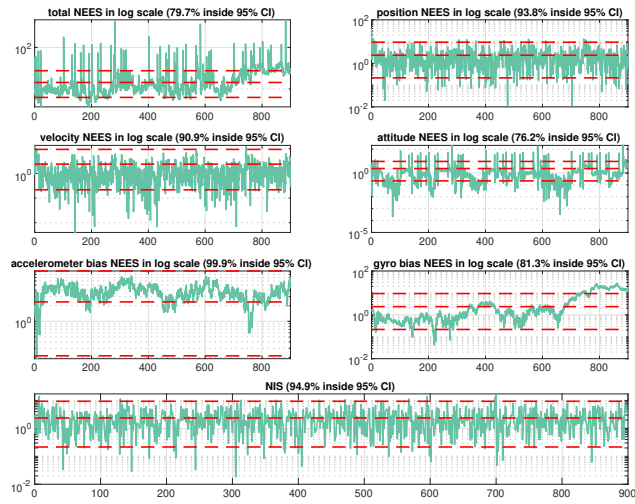 total NEES in log scale (79.7% inside 95% CI)
position NEES in log scale (93.8% inside 95% CI)
10^2
10^2
10^0
10^-2
0 200 400 600 800
0 200 400 600 800
velocity NEES in log scale (90.9% inside 95% CI)
attitude NEES in log scale (76.2% inside 95% CI)
10^0
10^0
10^-5
0 200 400 600 800
0 200 400 600 800
accelerometer bias NEES in log scale (99.9% inside 95% CI)
gyro bias NEES in log scale (81.3% inside 95% CI)
10^0
10^2
10^0
10^-2
0 200 400 600 800
0 200 400 600 800
NIS (94.9% inside 95% CI)
10^0
10^-2
0 100 200 300 400 500 600 700 800 900